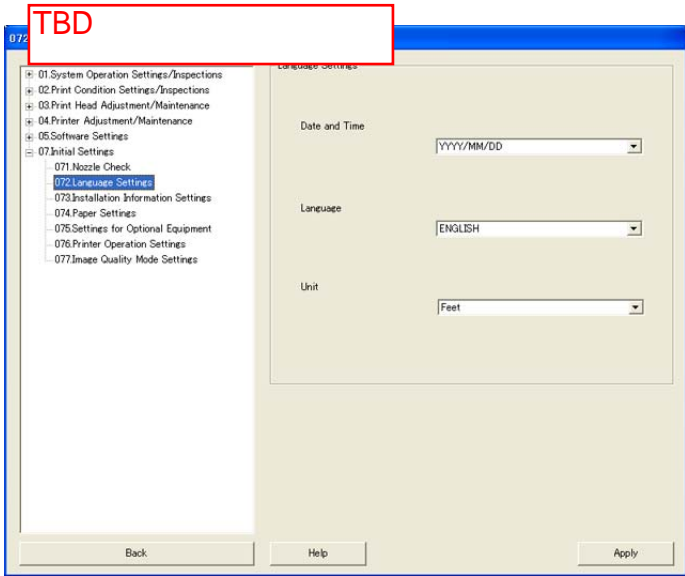 TBD
072
01.System Operation Settings/Inspections
02.Print Condition Settings/Inspections
03.Print Head Adjustment/Maintenance
04.Printer Adjustment/Maintenance
05.Software Settings
07.Initial Settings
071.Nozzle Check
072.Language Settings
073.Installation Information Settings
074.Paper Settings
075.Settings for Optional Equipment
076.Printer Operation Settings
077.Image Quality Mode Settings
Language Settings
Date and Time
YYYY/MM/DD
Language
ENGLISH
Unit
Feet
Back
Help
Apply